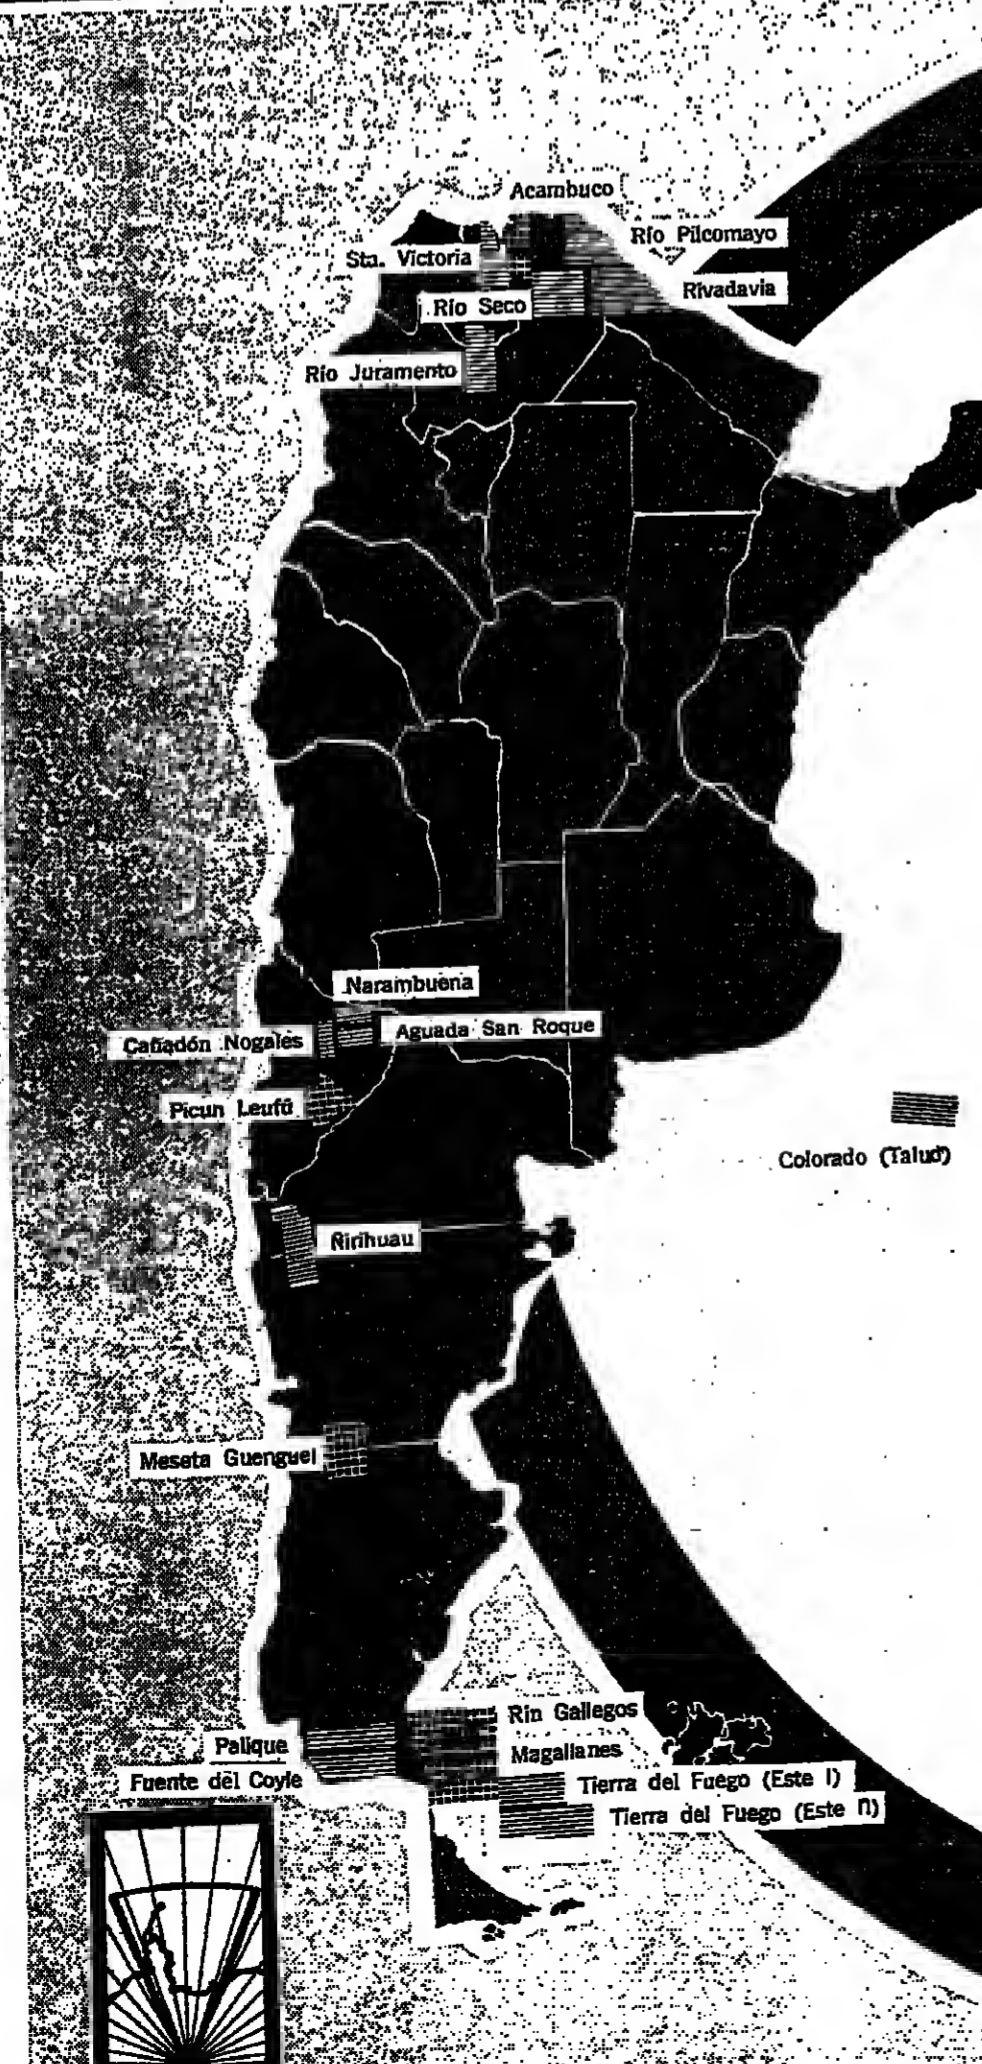 Acambuco
Río Pilcomayo
Sta. Victoria
Rivadavia
Río Seco
Río Juramento
Narambuena
Aguada San Roque
Cañadón Nogales
Picun Leufú
Colorado (Talud)
Ñirihuau
Meseta Guenguel
Rín Gallegos
Palique
Magallanes
Fuente del Coyle
Tierra del Fuego (Este I)
Tierra del Fuego (Este II)